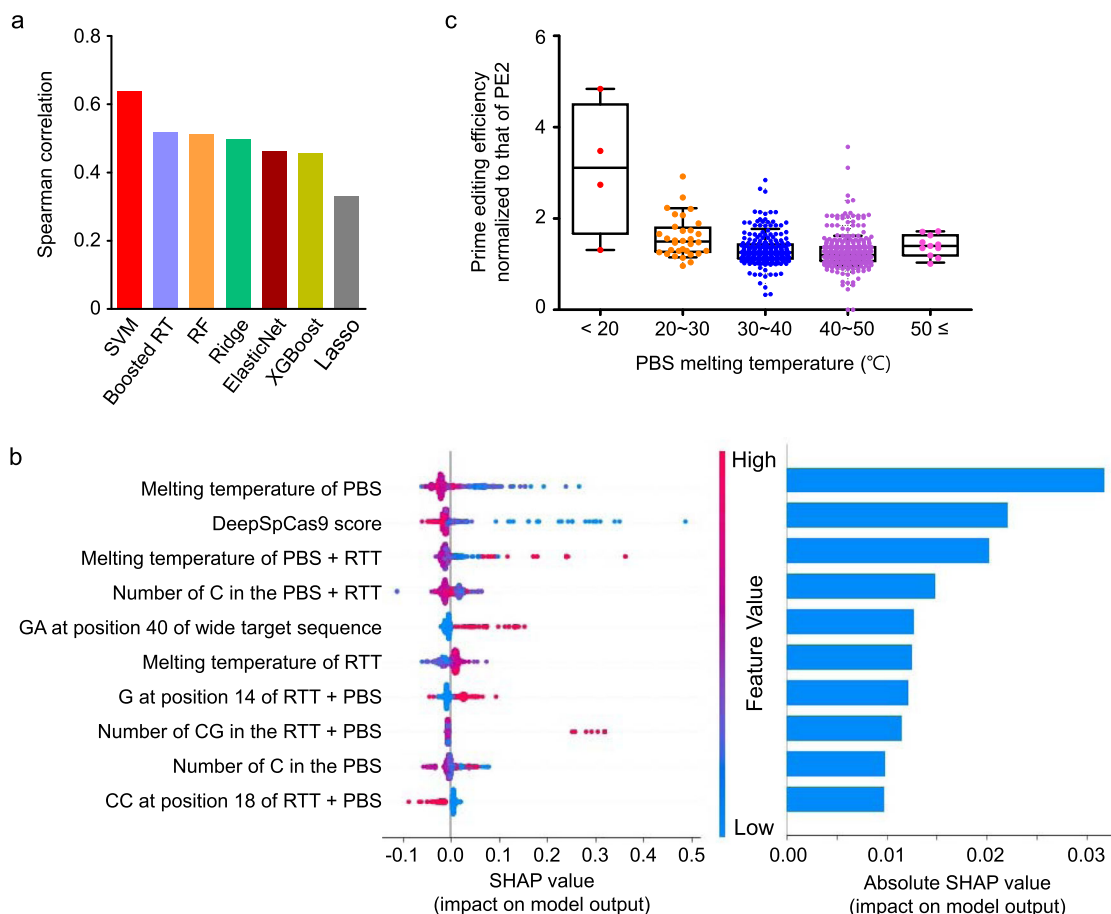 a
Spearman correlation
0.8
0.6
0.4
0.2
0
SVM
Boosted RT
RF
Ridge
ElasticNet
XGBoost
Lasso
c
Prime editing efficiency
normalized to that of PE2
6
4
2
0
< 20
20~30
30~40
40~50
50 ≤
PBS melting temperature (℃)
b
Melting temperature of PBS
DeepSpCas9 score
Melting temperature of PBS + RTT
Number of C in the PBS + RTT
GA at position 40 of wide target sequence
Melting temperature of RTT
G at position 14 of RTT + PBS
Number of CG in the RTT + PBS
Number of C in the PBS
CC at position 18 of RTT + PBS
-0.1 0.0 0.1 0.2 0.3 0.4 0.5
SHAP value
(impact on model output)
High
Feature Value
Low
0.00 0.01 0.02 0.03
Absolute SHAP value
(impact on model output)